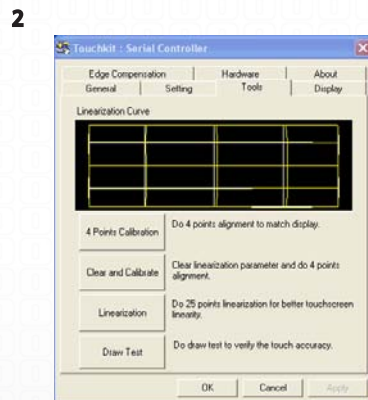 2
Touchkit : Serial Controller
Edge Compensation Hardware About
General Setting Tools Display
Linearization Curve
4 Points Calibration
Do 4 points alignment to match display.
Clear and Calibrate
Clear linearization parameter and do 4 points
alignment.
Linearization
Do 25 points linearization for better touchscreen
linearity.
Draw Test
Do draw test to verify the touch accuracy.
OK Cancel Apply